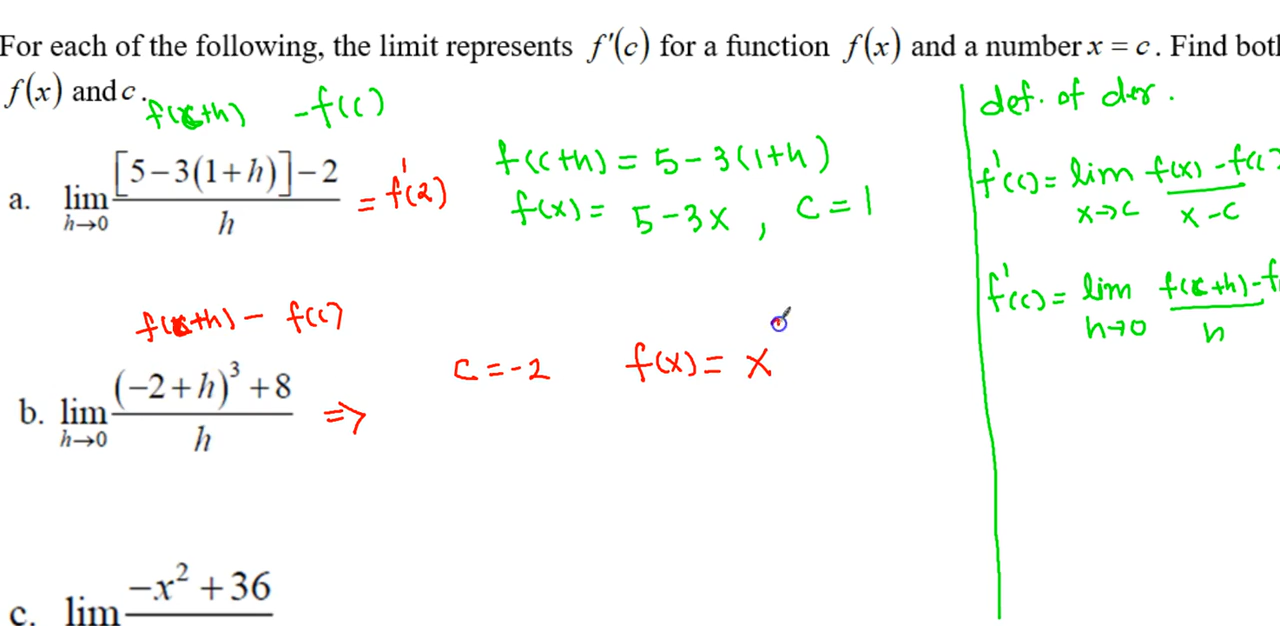 For each of the following, the limit represents f'(c) for a function f(x) and a number x = c. Find both
f(x) and c.
f(c+h) -f(c)
def. of der.
a. lim h→0 [5-3(1+h)]-2 / h = f'(2)
f(c+h) = 5-3(1+h)
f(x) = 5-3x, c=1
f'(c) = lim x→c f(x)-f(c) / x-c
f'(c) = lim h→0 f(c+h)-f / h
f(c+h) - f(c)
b. lim h→0 (-2+h)³+8 / h ⇒
c=-2 f(x) = x
c. lim -x²+36